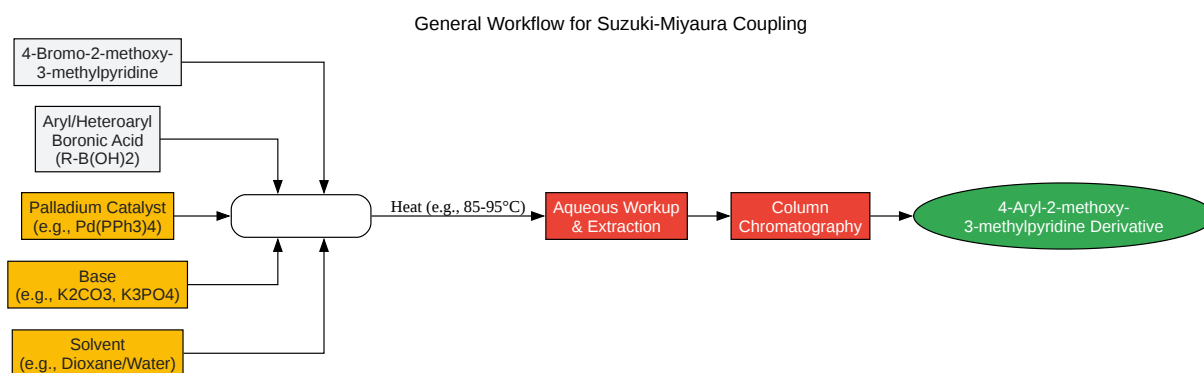 General Workflow for Suzuki-Miyaura Coupling
4-Bromo-2-methoxy-
3-methylpyridine
Aryl/Heteroaryl
Boronic Acid
(R-B(OH)2)
Palladium Catalyst
(e.g., Pd(PPh3)4)
Base
(e.g., K2CO3, K3PO4)
Solvent
(e.g., Dioxane/Water)
Heat (e.g., 85-95°C)
Aqueous Workup
& Extraction
Column
Chromatography
4-Aryl-2-methoxy-
3-methylpyridine Derivative